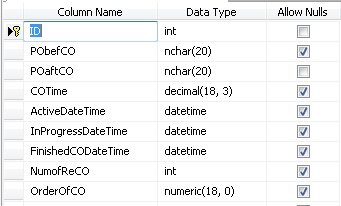 Column Name Data Type Allow Nulls
ID int
PObefCO nchar(20)
POaftCO nchar(20)
COTime decimal(18, 3)
ActiveDateTime datetime
InProgressDateTime datetime
FinishedCODateTime datetime
NumofReCO int
OrderOfCO numeric(18, 0)